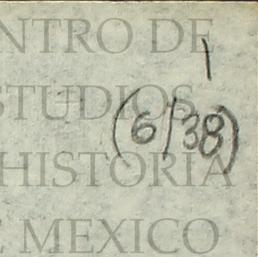 NTRO DE
1
STUDIOS
(6/38)
HISTORIA
E MEXICO